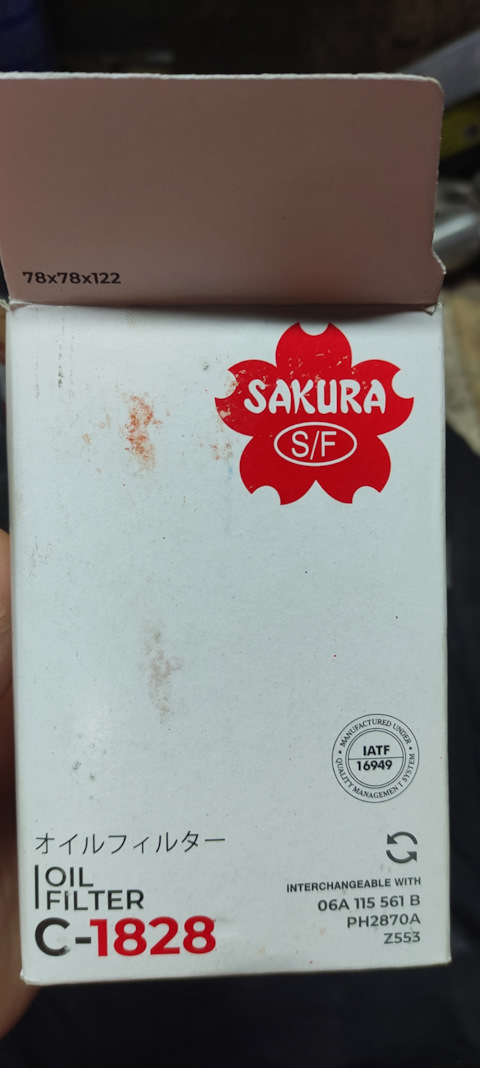 78x78x122
SAKURA
S/F
MANUFACTURED UNDER
IATF
16949
QUALITY MANAGEMENT SYSTEM
オイルフィルター
OIL
FILTER
C-1828
INTERCHANGEABLE WITH
06A 115 561 B
PH2870A
Z553